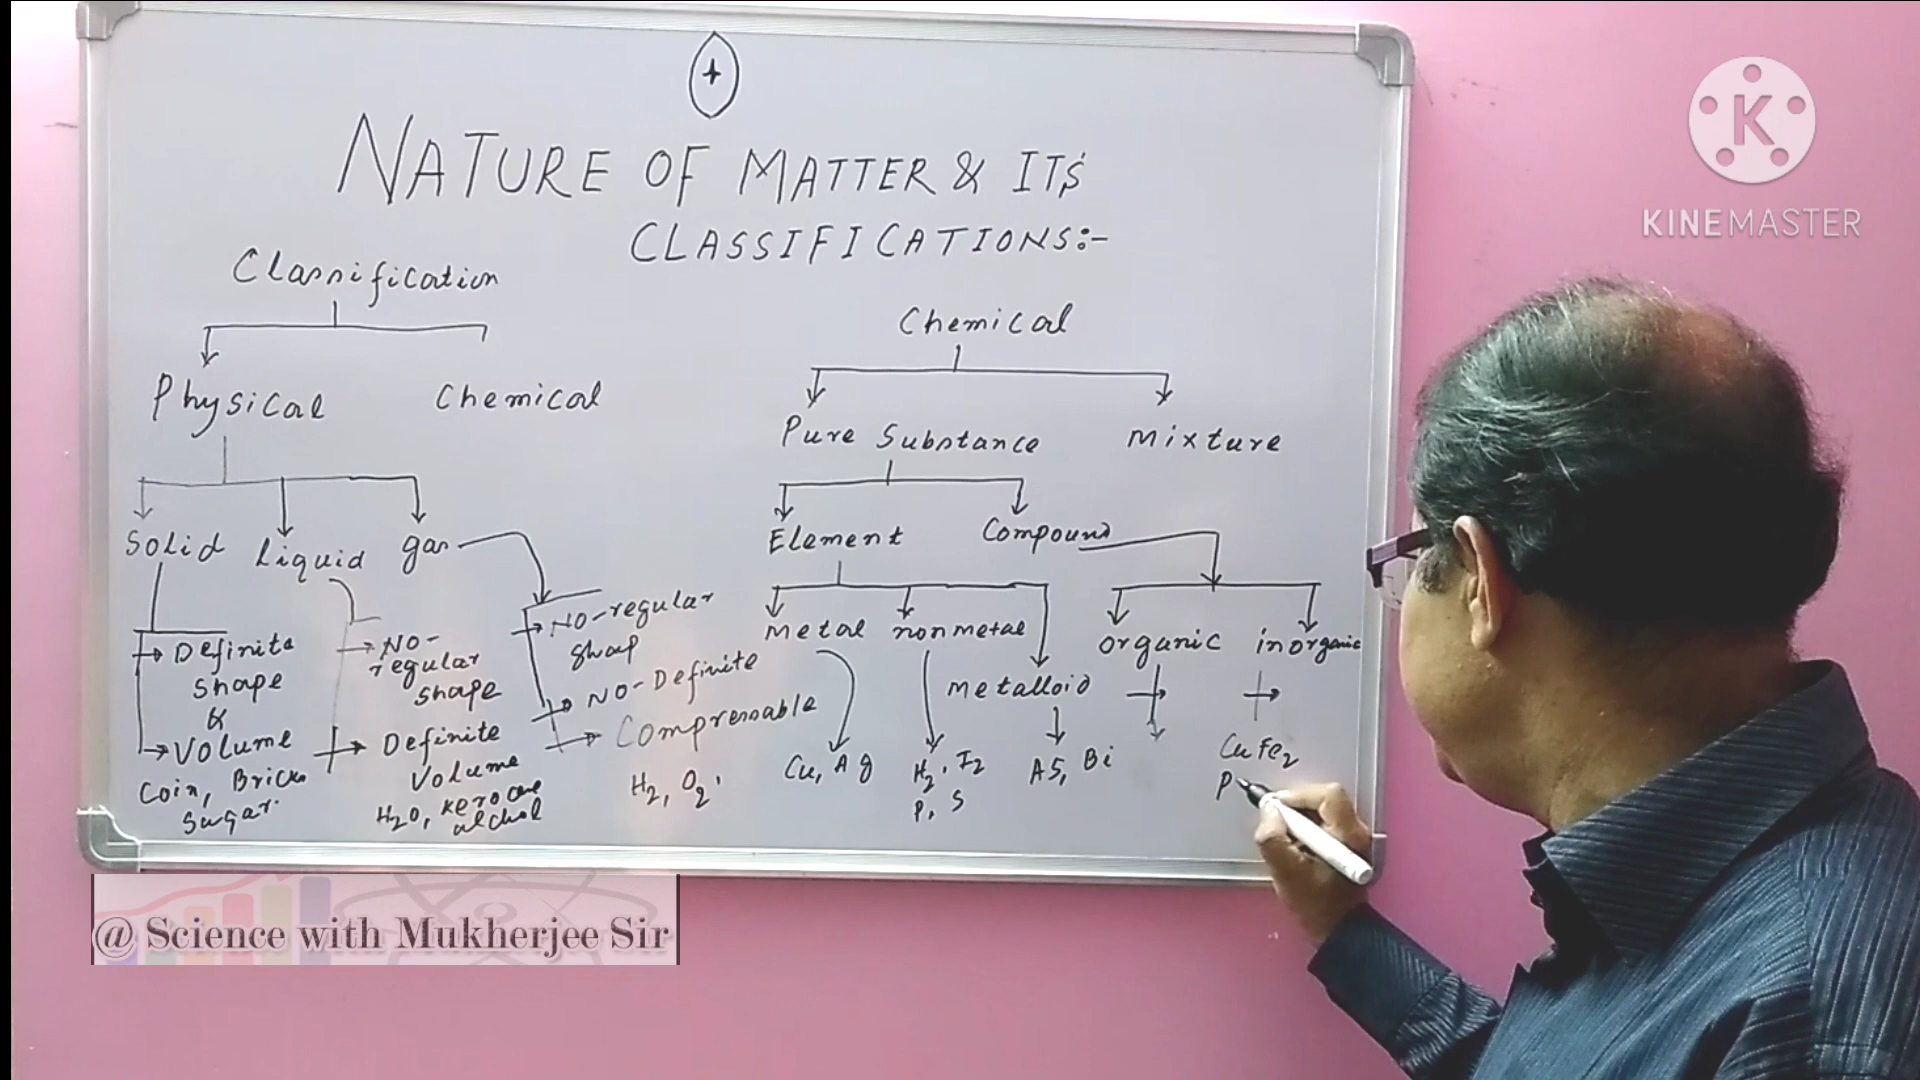 NATURE OF MATTER & ITS
CLASSIFICATIONS:-
Classification
Physical
Chemical
Solid
Liquid
gas
Definite
shape
&
Volume
Coin, Bricks
Sugar.
NO-
regular
shape
Definite
Volume
H2O,
alchol
NO-regular
shap
NO-Definite
Compressable
H2, O2,
Chemical
Pure Substance
Mixture
Element
Compound
Metal
nonmetal
Metalloid
Cu, Ag
H2, I2
P, S
AS, Bi
organic
inorganic
CuFe2
P
K
KINEMASTER
@ Science with Mukherjee Sir